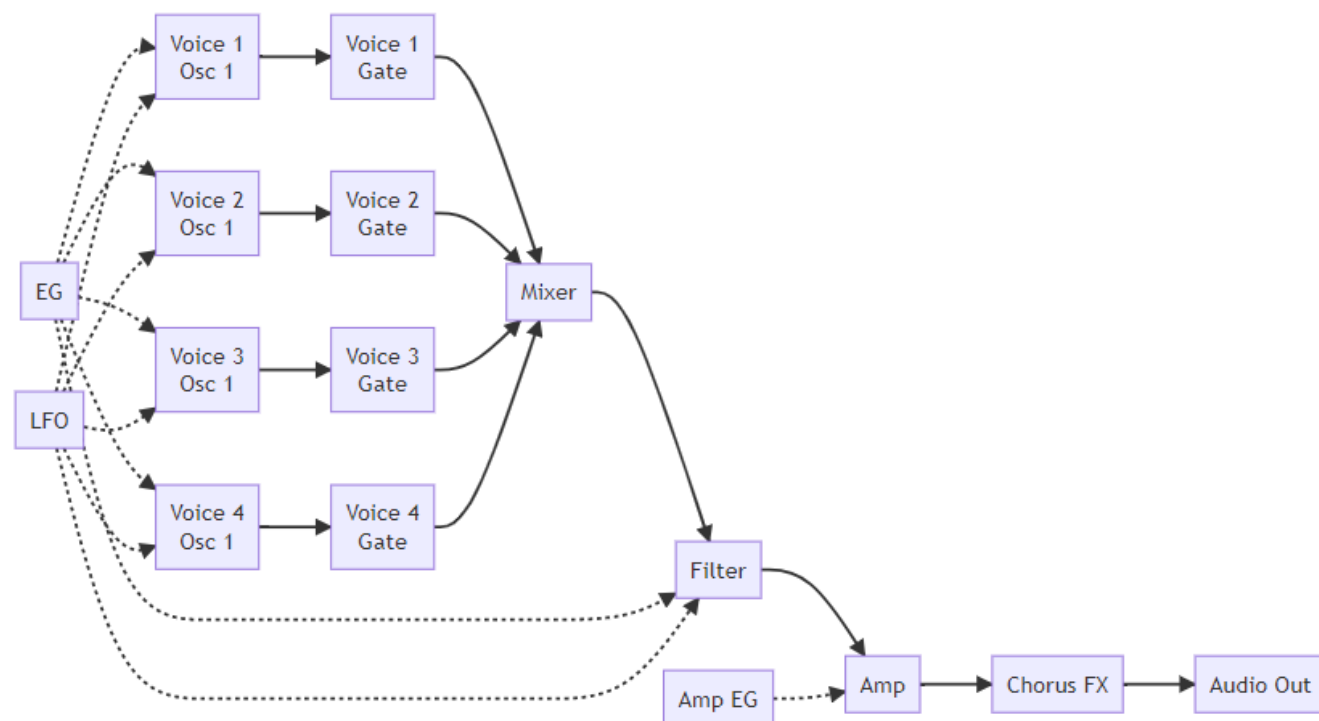 Voice 1
Osc 1
Voice 1
Gate
Voice 2
Osc 1
Voice 2
Gate
EG
Mixer
Voice 3
Osc 1
Voice 3
Gate
LFO
Voice 4
Osc 1
Voice 4
Gate
Filter
Amp EG
Amp
Chorus FX
Audio Out